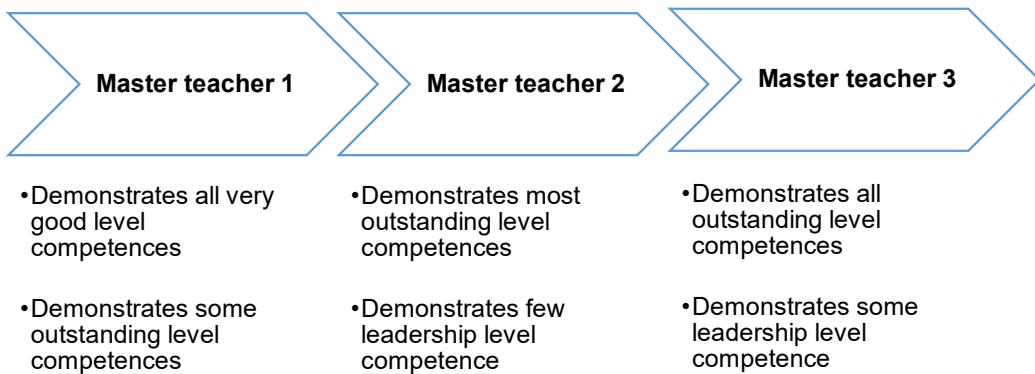 Master teacher 1
Master teacher 2
Master teacher 3
•Demonstrates all very
good level
competences
•Demonstrates some
outstanding level
competences
•Demonstrates most
outstanding level
competences
•Demonstrates few
leadership level
competence
•Demonstrates all
outstanding level
competences
•Demonstrates some
leadership level
competence